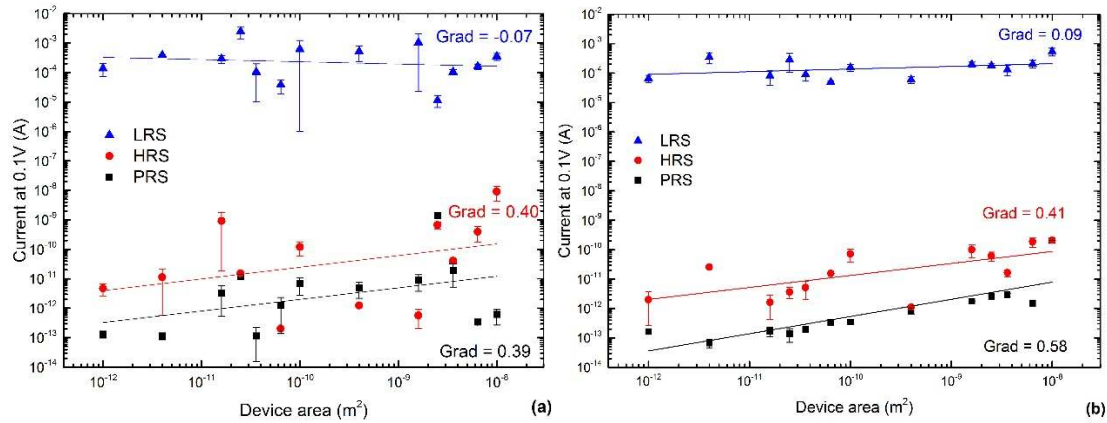 10⁻²
10⁻³
10⁻⁴
10⁻⁵
10⁻⁶
10⁻⁷
10⁻⁸
10⁻⁹
10⁻¹⁰
10⁻¹¹
10⁻¹²
10⁻¹³
10⁻¹⁴
Current at 0.1V (A)
Grad = -0.07
LRS
HRS
PRS
Grad = 0.40
Grad = 0.39
10⁻¹²
10⁻¹¹
10⁻¹⁰
10⁻⁹
10⁻⁸
Device area (m²)
(a)
10⁻²
10⁻³
10⁻⁴
10⁻⁵
10⁻⁶
10⁻⁷
10⁻⁸
10⁻⁹
10⁻¹⁰
10⁻¹¹
10⁻¹²
10⁻¹³
10⁻¹⁴
Current at 0.1V (A)
Grad = 0.09
LRS
HRS
PRS
Grad = 0.41
Grad = 0.58
10⁻¹²
10⁻¹¹
10⁻¹⁰
10⁻⁹
10⁻⁸
Device area (m²)
(b)